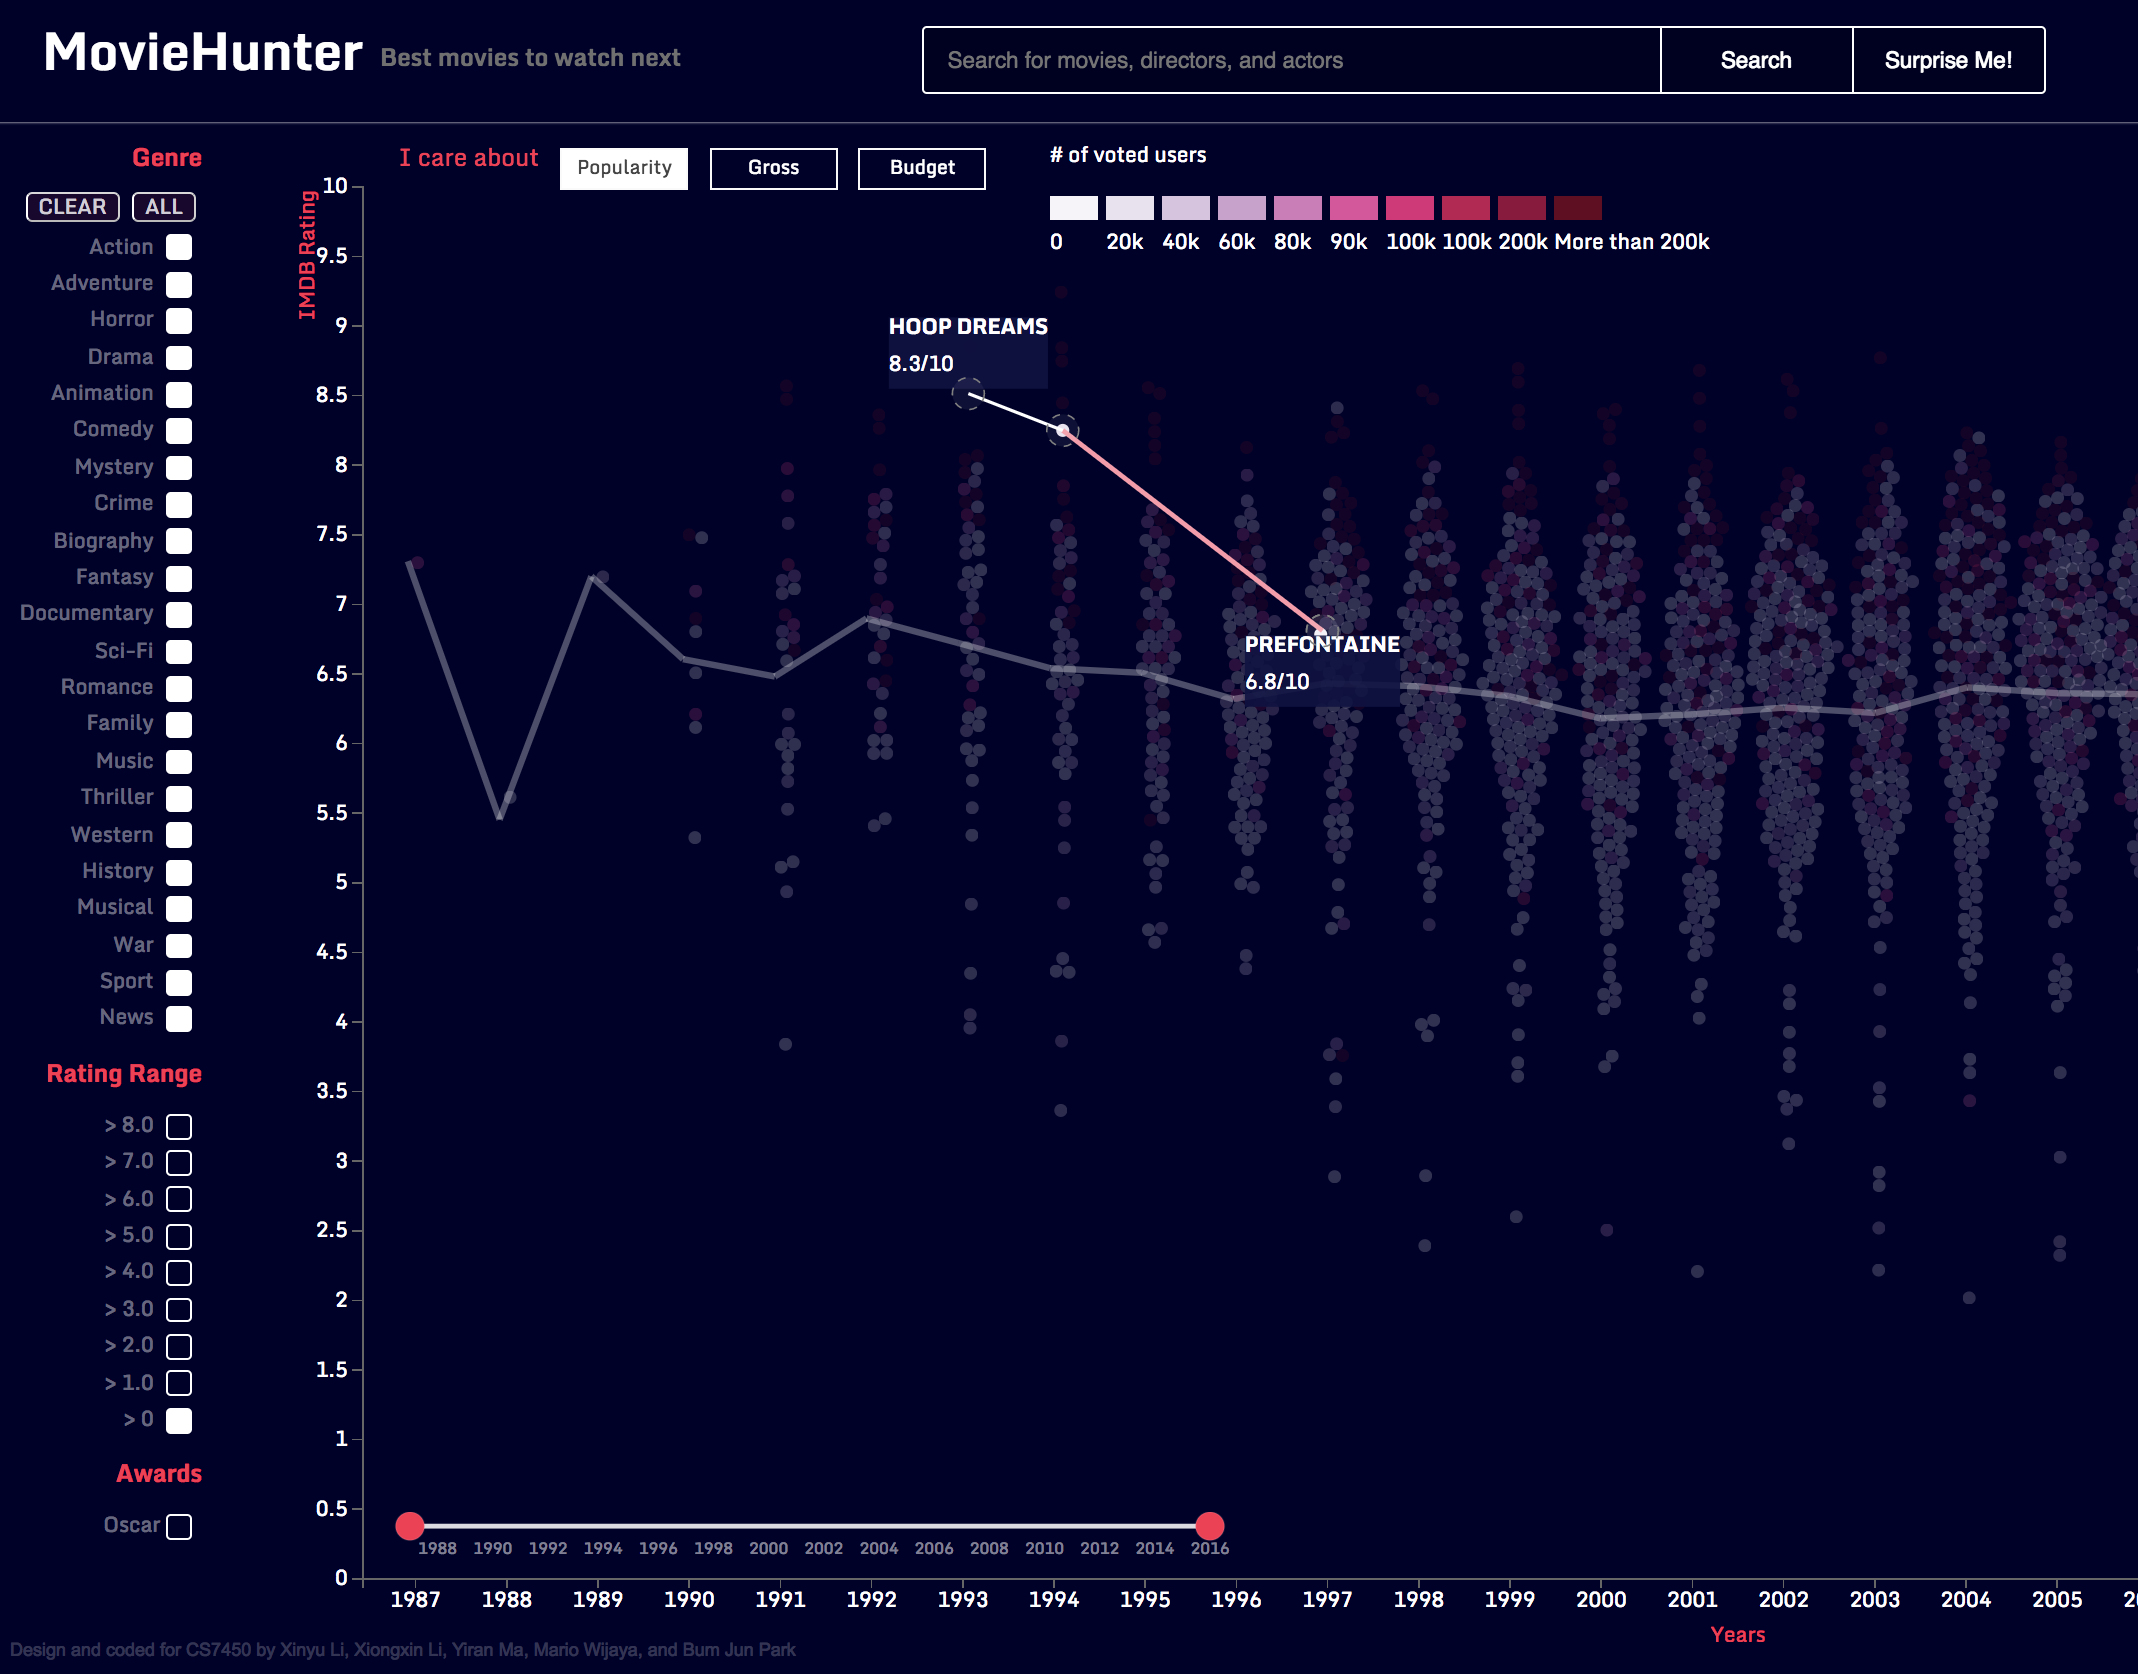 MovieHunter Best movies to watch next
Search for movies, directors, and actors
Search
Surprise Me!
Genre
CLEAR ALL
Action
Adventure
Horror
Drama
Animation
Comedy
Mystery
Crime
Biography
Fantasy
Documentary
Sci-Fi
Romance
Family
Music
Thriller
Western
History
Musical
War
Sport
News
Rating Range
> 8.0
> 7.0
> 6.0
> 5.0
> 4.0
> 3.0
> 2.0
> 1.0
> 0
Awards
Oscar
I care about Popularity Gross Budget
# of voted users
0 20k 40k 60k 80k 90k 100k 100k 200k More than 200k
IMDB Rating
10
9.5
9
8.5
8
7.5
7
6.5
6
5.5
5
4.5
4
3.5
3
2.5
2
1.5
1
0.5
0
HOOP DREAMS
8.3/10
PREFONTAINE
6.8/10
1988 1990 1992 1994 1996 1998 2000 2002 2004 2006 2008 2010 2012 2014 2016
1987 1988 1989 1990 1991 1992 1993 1994 1995 1996 1997 1998 1999 2000 2001 2002 2003 2004 2005
Years
Design and coded for CS7450 by Xinyu Li, Xiongxin Li, Yiran Ma, Mario Wijaya, and Bum Jun Park